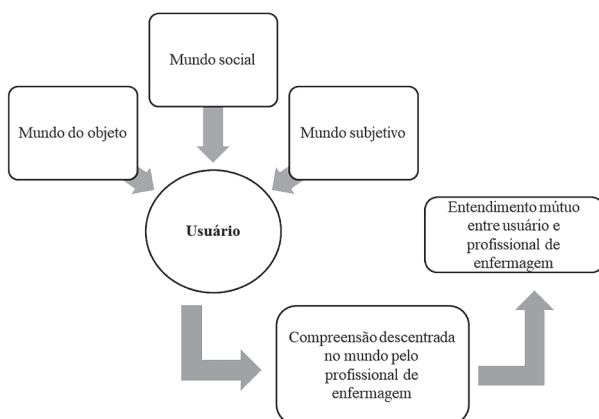 Mundo social
Mundo do objeto
Mundo subjetivo
Usuário
Entendimento mútuo
entre usuário e
profissional de
enfermagem
Compreensão descentrada
no mundo pelo
profissional de
enfermagem